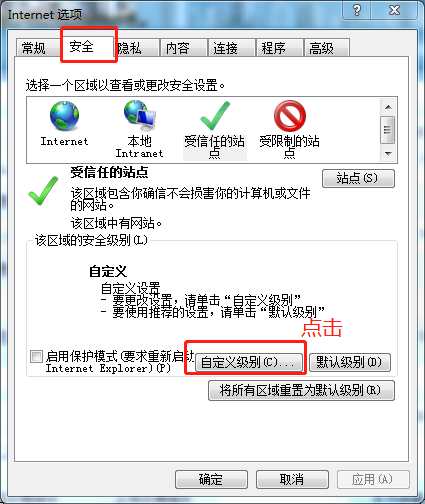 Internet 选项
常规 安全 隐私 内容 连接 程序 高级
选择一个区域以查看或更改安全设置。
Internet
本地
Intranet
受信任的站
点
受限制的站
点
受信任的站点
站点(S)
该区域包含你确信不会损害你的计算机或文件
的网站。
该区域中有网站。
该区域的安全级别(L)
自定义
自定义设置
- 要更改设置，请单击“自定义级别”
- 要使用推荐的设置，请单击“默认级别”
点击
启用保护模式(要求重新启动
Internet Explorer)(P)
自定义级别(C)...
默认级别(D)
将所有区域重置为默认级别(R)
确定 取消 应用(A)